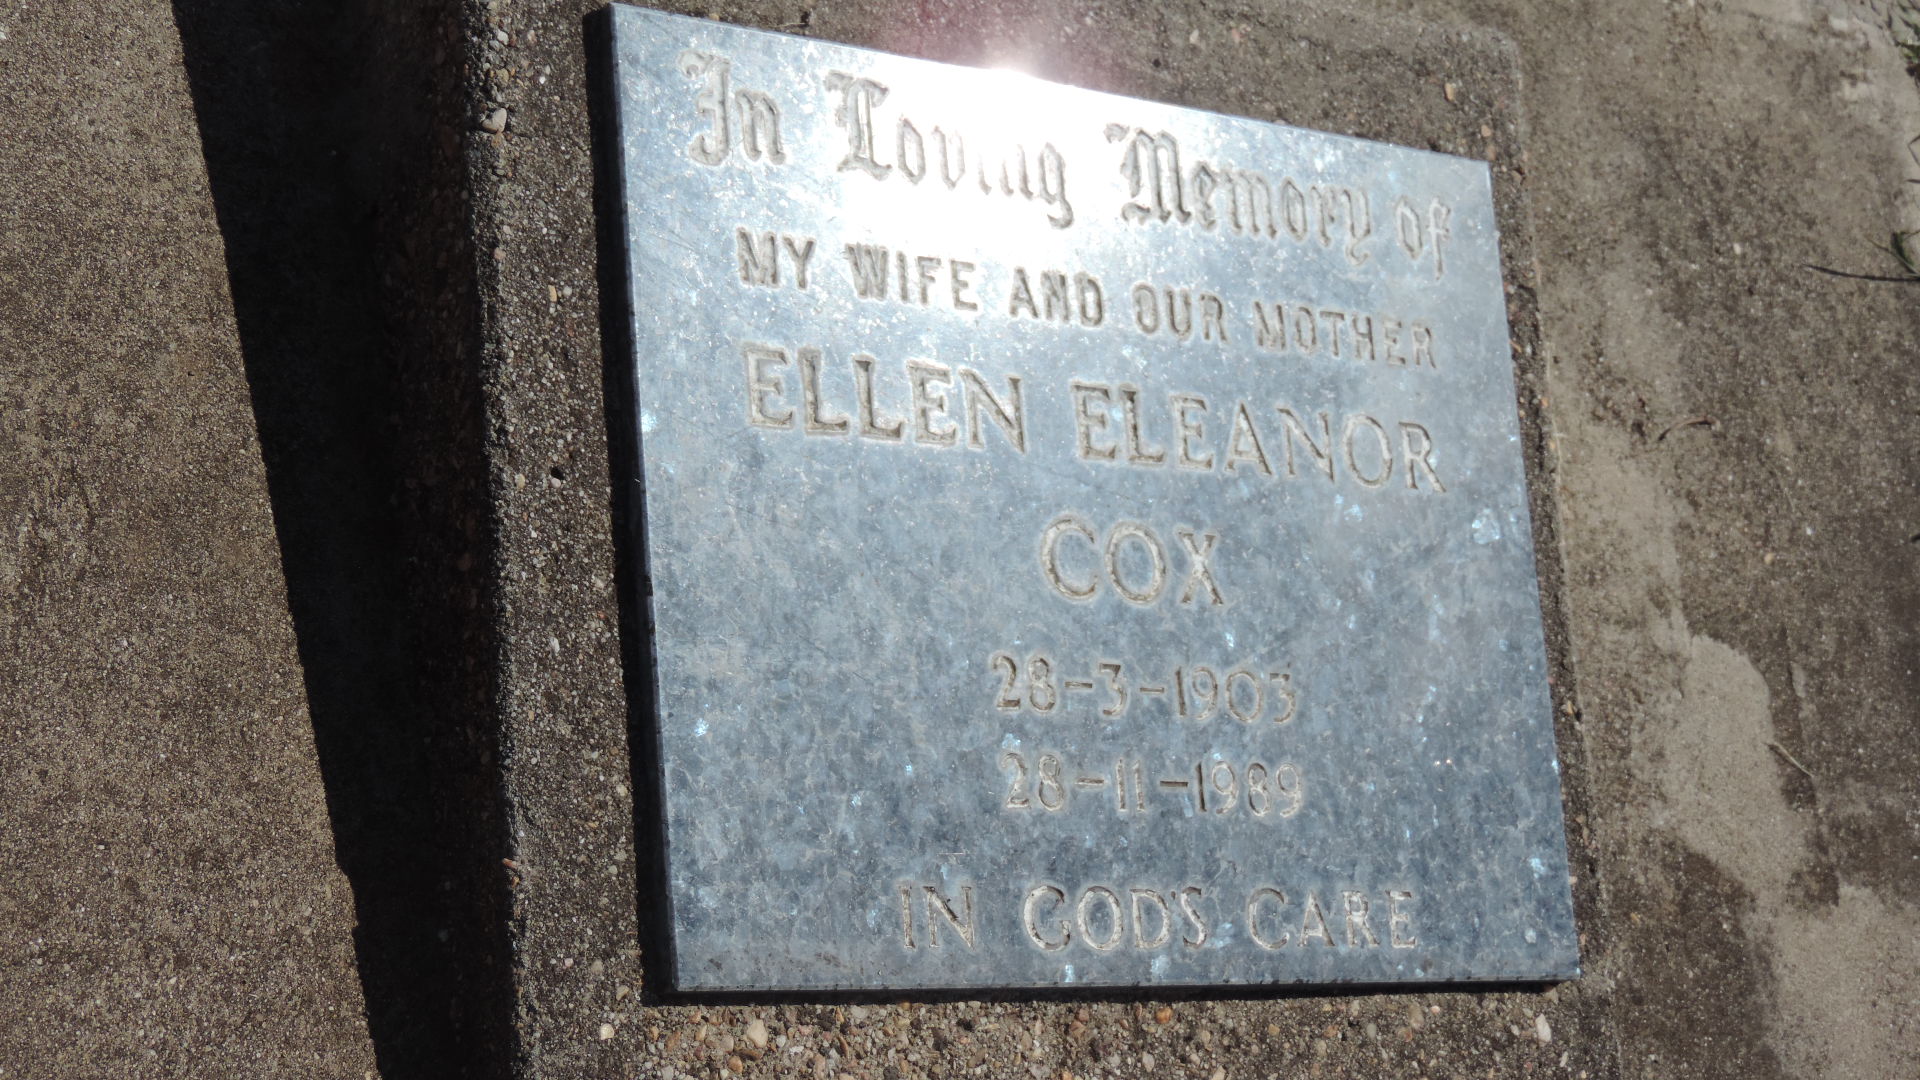 In Loving Memory of
MY WIFE AND OUR MOTHER
ELLEN ELEANOR
COX
28-3-1903
28-11-1989
IN GOD'S CARE